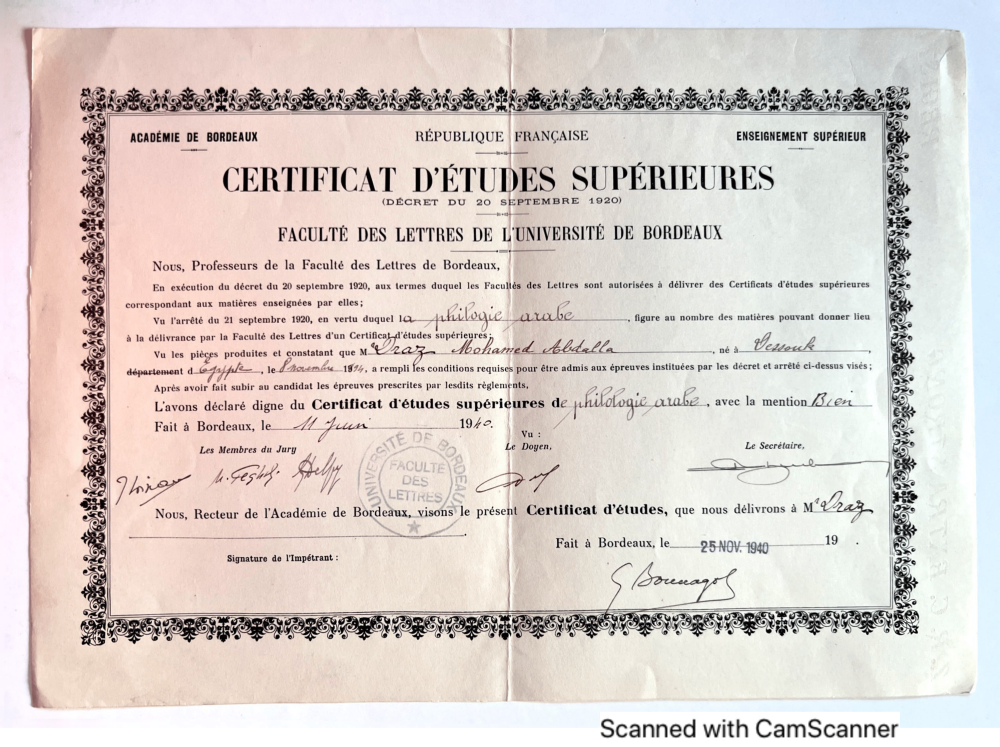 ACADÉMIE DE BORDEAUX
RÉPUBLIQUE FRANÇAISE
ENSEIGNEMENT SUPÉRIEUR
CERTIFICAT D'ÉTUDES SUPÉRIEURES
(DÉCRET DU 20 SEPTEMBRE 1920)
FACULTÉ DES LETTRES DE L'UNIVERSITÉ DE BORDEAUX
Nous, Professeurs de la Faculté des Lettres de Bordeaux,
En exécution du décret du 20 septembre 1920, aux termes duquel les Facultés des Lettres sont autorisées à délivrer des Certificats d'études supérieures
correspondant aux matières enseignées par elles;
Vu l'arrêté du 21 septembre 1920, en vertu duquel la philogie arabe, figure au nombre des matières pouvant donner lieu
à la délivrance par la Faculté des Lettres d'un Certificat d'études supérieures;
Vu les pièces produites et constatant que Mr Draz Mohamed Abdalla, né à Dessouk,
département d'Egypte, le 8 novembre 1894, a rempli les conditions requises pour être admis aux épreuves instituées par les décret et arrêté ci-dessus visés;
Après avoir fait subir au candidat les épreuves prescrites par lesdits règlements,
L'avons déclaré digne du Certificat d'études supérieures de philologie arabe, avec la mention Bien
Fait à Bordeaux, le 11 juin 1940.
Vu :
Les Membres du Jury
Le Doyen,
Le Secrétaire,
UNIVERSITÉ DE BORDEAUX
FACULTÉ
DES
LETTRES
Nous, Recteur de l'Académie de Bordeaux, visons le présent Certificat d'études, que nous délivrons à Mr Draz
Fait à Bordeaux, le 25 NOV. 1940 19 .
Signature de l'Impétrant :
Scanned with CamScanner